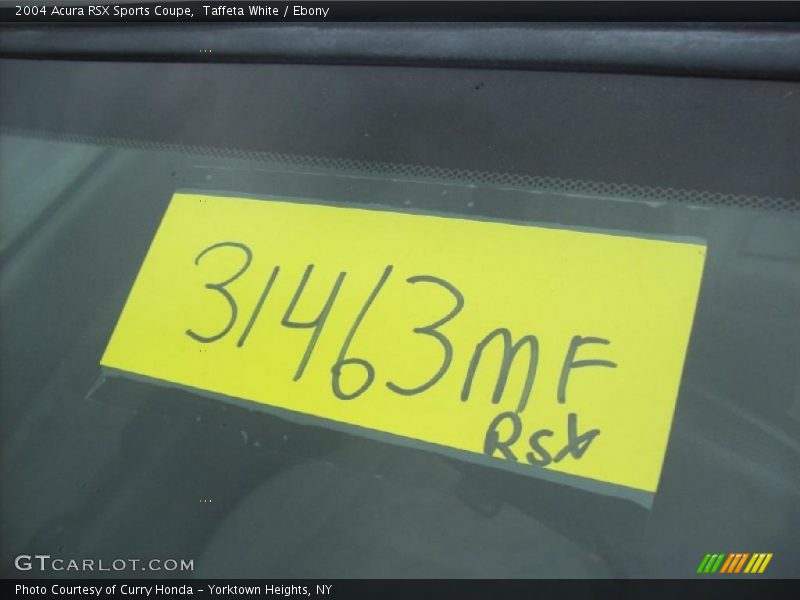 2004 Acura RSX Sports Coupe,  Taffeta White / Ebony
31463MF
RSX
GTCARLOT.COM
Photo Courtesy of Curry Honda - Yorktown Heights, NY